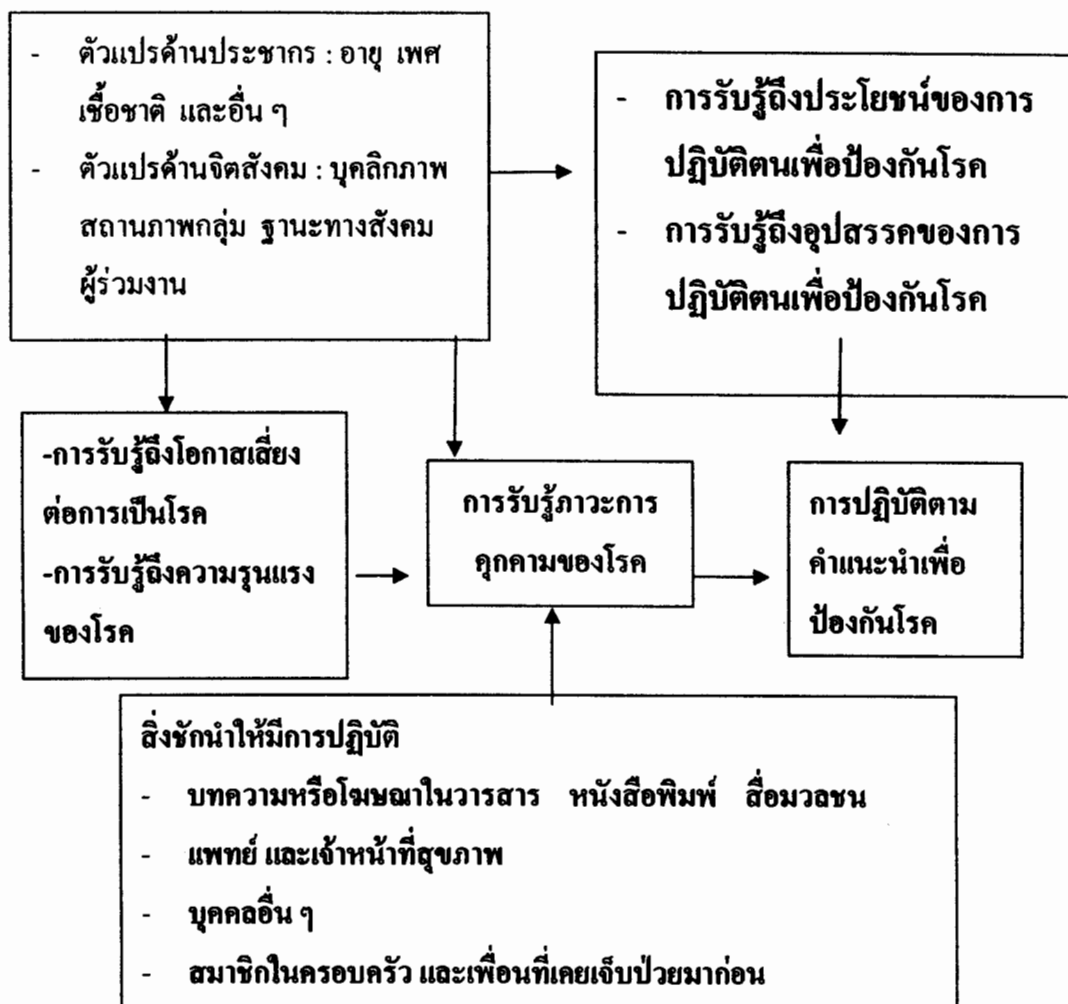 - ตัวแปรด้านประชากร : อายุ เพศ
เชื้อชาติ และอื่น ๆ
- ตัวแปรด้านจิตสังคม : บุคลิกภาพ
สถานภาพกลุ่ม ฐานะทางสังคม
ผู้ร่วมงาน
- การรับรู้ถึงประโยชน์ของการ
ปฏิบัติตนเพื่อป้องกันโรค
- การรับรู้ถึงอุปสรรคของการ
ปฏิบัติตนเพื่อป้องกันโรค
-การรับรู้ถึงโอกาสเสี่ยง
ต่อการเป็นโรค
-การรับรู้ถึงความรุนแรง
ของโรค
การรับรู้ภาวะการ
คุกคามของโรค
การปฏิบัติตาม
คำแนะนำเพื่อ
ป้องกันโรค
สิ่งชักนำให้มีการปฏิบัติ
- บทความหรือโฆษณาในวารสาร หนังสือพิมพ์ สื่อมวลชน
- แพทย์ และเจ้าหน้าที่สุขภาพ
- บุคคลอื่น ๆ
- สมาชิกในครอบครัว และเพื่อนที่เคยเจ็บป่วยมาก่อน